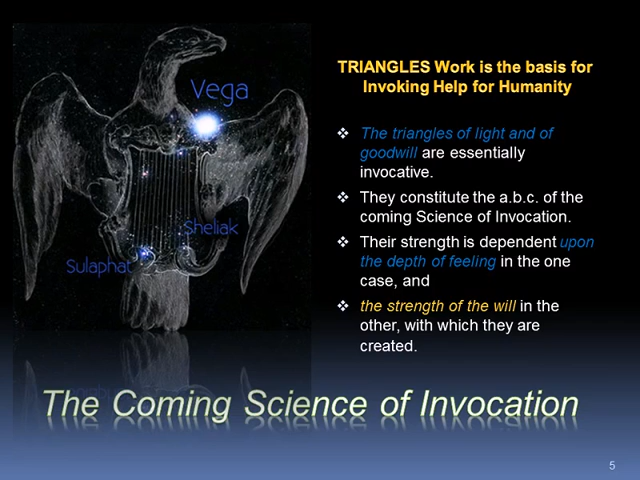 Vega
Sheliak
Sulaphat
TRIANGLES Work is the basis for
Invoking Help for Humanity
❖ The triangles of light and of
goodwill are essentially
invocative.
❖ They constitute the a.b.c. of the
coming Science of Invocation.
❖ Their strength is dependent upon
the depth of feeling in the one
case, and
❖ the strength of the will in the
other, with which they are
created.
The Coming Science of Invocation
5